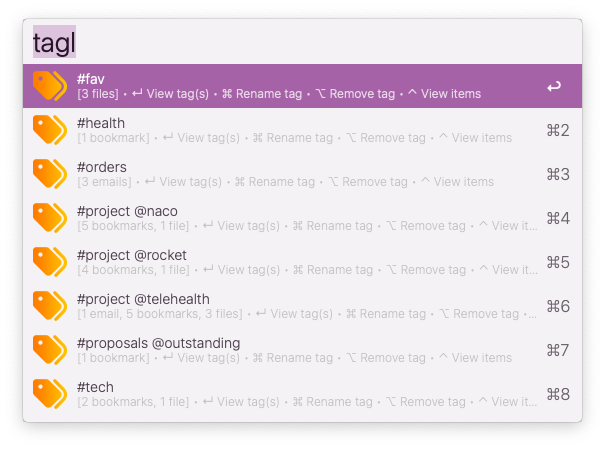 tagl
#fav
[3 files] • ↩ View tag(s) • ⌘ Rename tag • ⌥ Remove tag • ^ View items
↩
#health
[1 bookmark] • ↩ View tag(s) • ⌘ Rename tag • ⌥ Remove tag • ^ View items
⌘2
#orders
[3 emails] • ↩ View tag(s) • ⌘ Rename tag • ⌥ Remove tag • ^ View items
⌘3
#project @naco
[5 bookmarks, 1 file] • ↩ View tag(s) • ⌘ Rename tag • ⌥ Remove tag • ^ View it...
⌘4
#project @rocket
[4 bookmarks, 1 file] • ↩ View tag(s) • ⌘ Rename tag • ⌥ Remove tag • ^ View it...
⌘5
#project @telehealth
[1 email, 5 bookmarks, 3 files] • ↩ View tag(s) • ⌘ Rename tag • ⌥ Remove tag •...
⌘6
#proposals @outstanding
[1 bookmark] • ↩ View tag(s) • ⌘ Rename tag • ⌥ Remove tag • ^ View items
⌘7
#tech
[2 bookmarks, 1 file] • ↩ View tag(s) • ⌘ Rename tag • ⌥ Remove tag • ^ View it...
⌘8